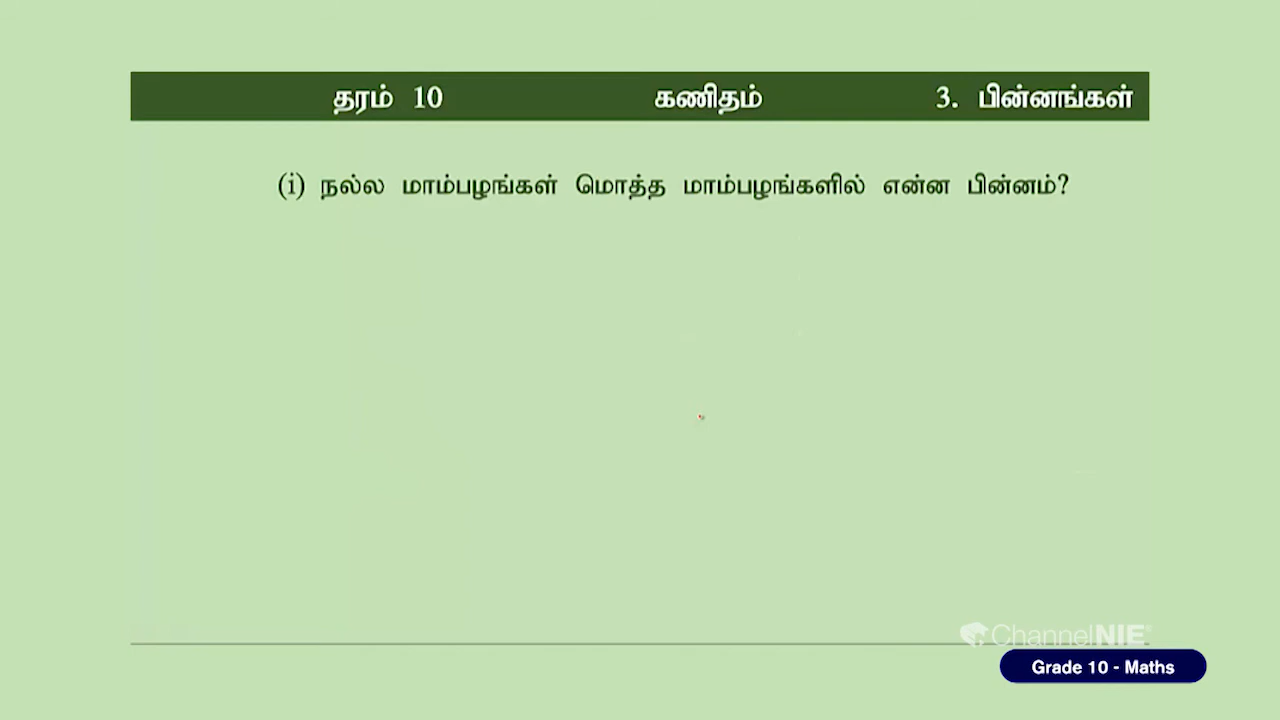 தரம் 10 கணிதம் 3. பின்னங்கள்
(i) நல்ல மாம்பழங்கள் மொத்த மாம்பழங்களில் என்ன பின்னம்?
ChannelNIE
Grade 10 - Maths